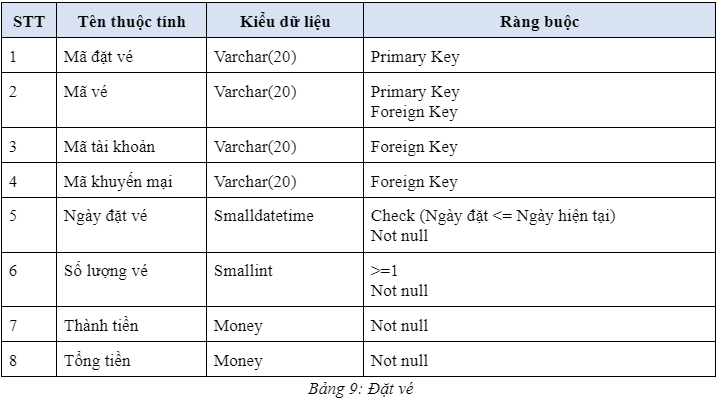 STT Tên thuộc tính Kiểu dữ liệu Ràng buộc
1 Mã đặt vé Varchar(20) Primary Key
2 Mã vé Varchar(20) Primary Key
Foreign Key
3 Mã tài khoản Varchar(20) Foreign Key
4 Mã khuyến mại Varchar(20) Foreign Key
5 Ngày đặt vé Smalldatetime Check (Ngày đặt <= Ngày hiện tại)
Not null
6 Số lượng vé Smallint >=1
Not null
7 Thành tiền Money Not null
8 Tổng tiền Money Not null
Bảng 9: Đặt vé